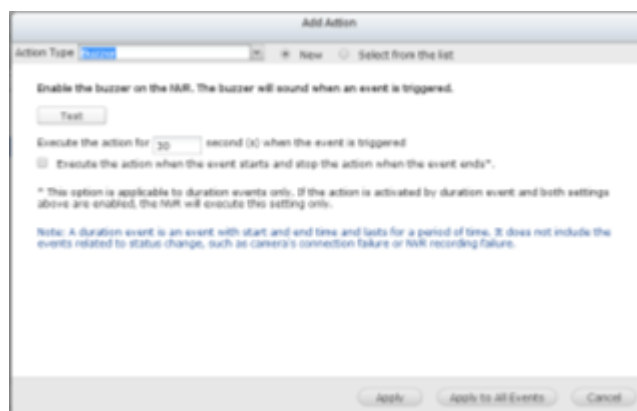 Add Action
Action Type Buzzer New Select from the list
Enable the buzzer on the NVR. The buzzer will sound when an event is triggered.
Test
Execute the action for 30 second (s) when the event is triggered
Execute the action when the event starts and stop the action when the event ends*.
* This option is applicable to duration events only. If the action is activated by duration event and both settings
above are enabled, the NVR will execute this setting only.
Note: A duration event is an event with start and end time and lasts for a period of time. It does not include the
events related to status change, such as camera's connection failure or NVR recording failure.
Apply Apply to All Events Cancel